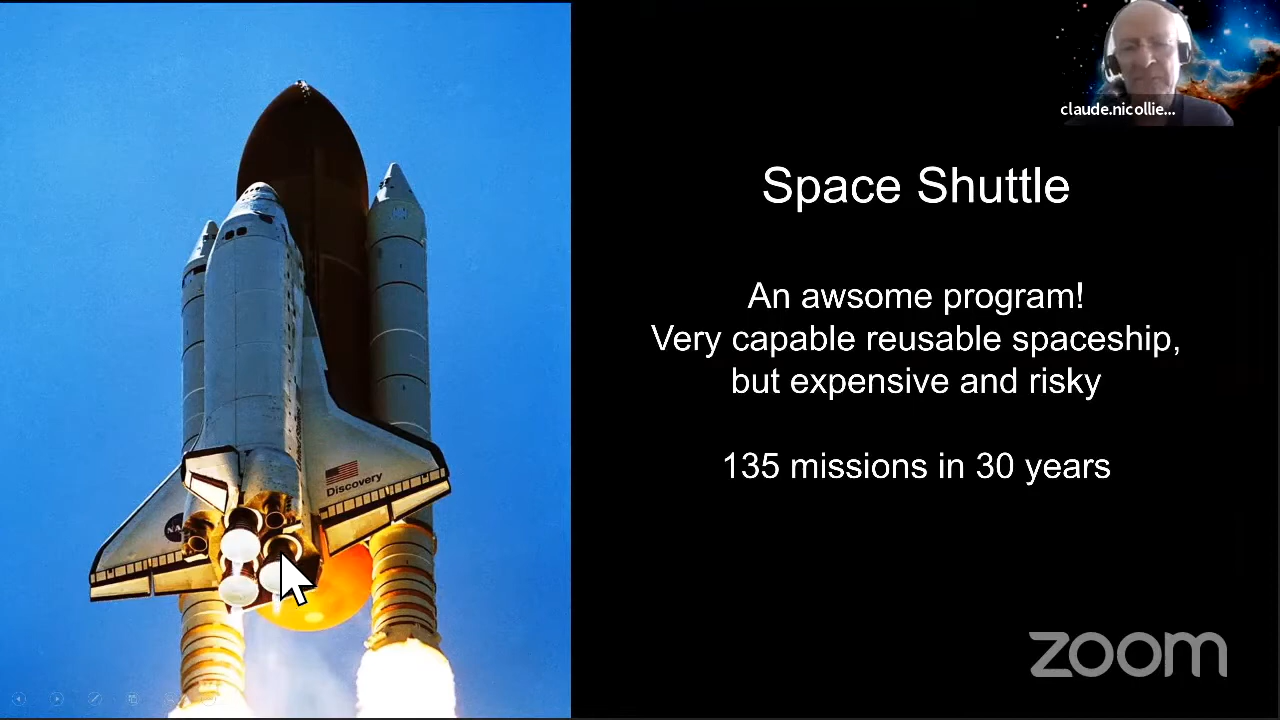 claude.nicollie...
Space Shuttle
An awsome program!
Very capable reusable spaceship,
but expensive and risky
135 missions in 30 years
Discovery
zoom